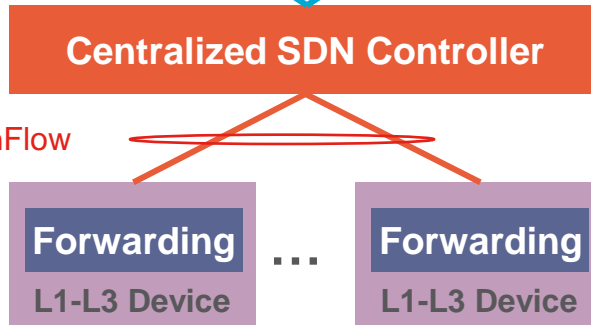 Centralized SDN Controller
nFlow
Forwarding ... Forwarding
L1-L3 Device L1-L3 Device